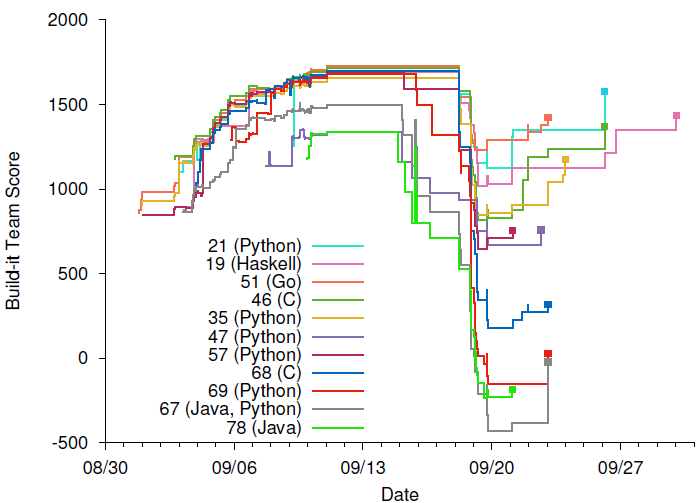 2000
1500
1000
500
0
-500
Build-it Team Score
21 (Python)
19 (Haskell)
51 (Go)
46 (C)
35 (Python)
47 (Python)
57 (Python)
68 (C)
69 (Python)
67 (Java, Python)
78 (Java)
08/30 09/06 09/13 09/20 09/27
Date